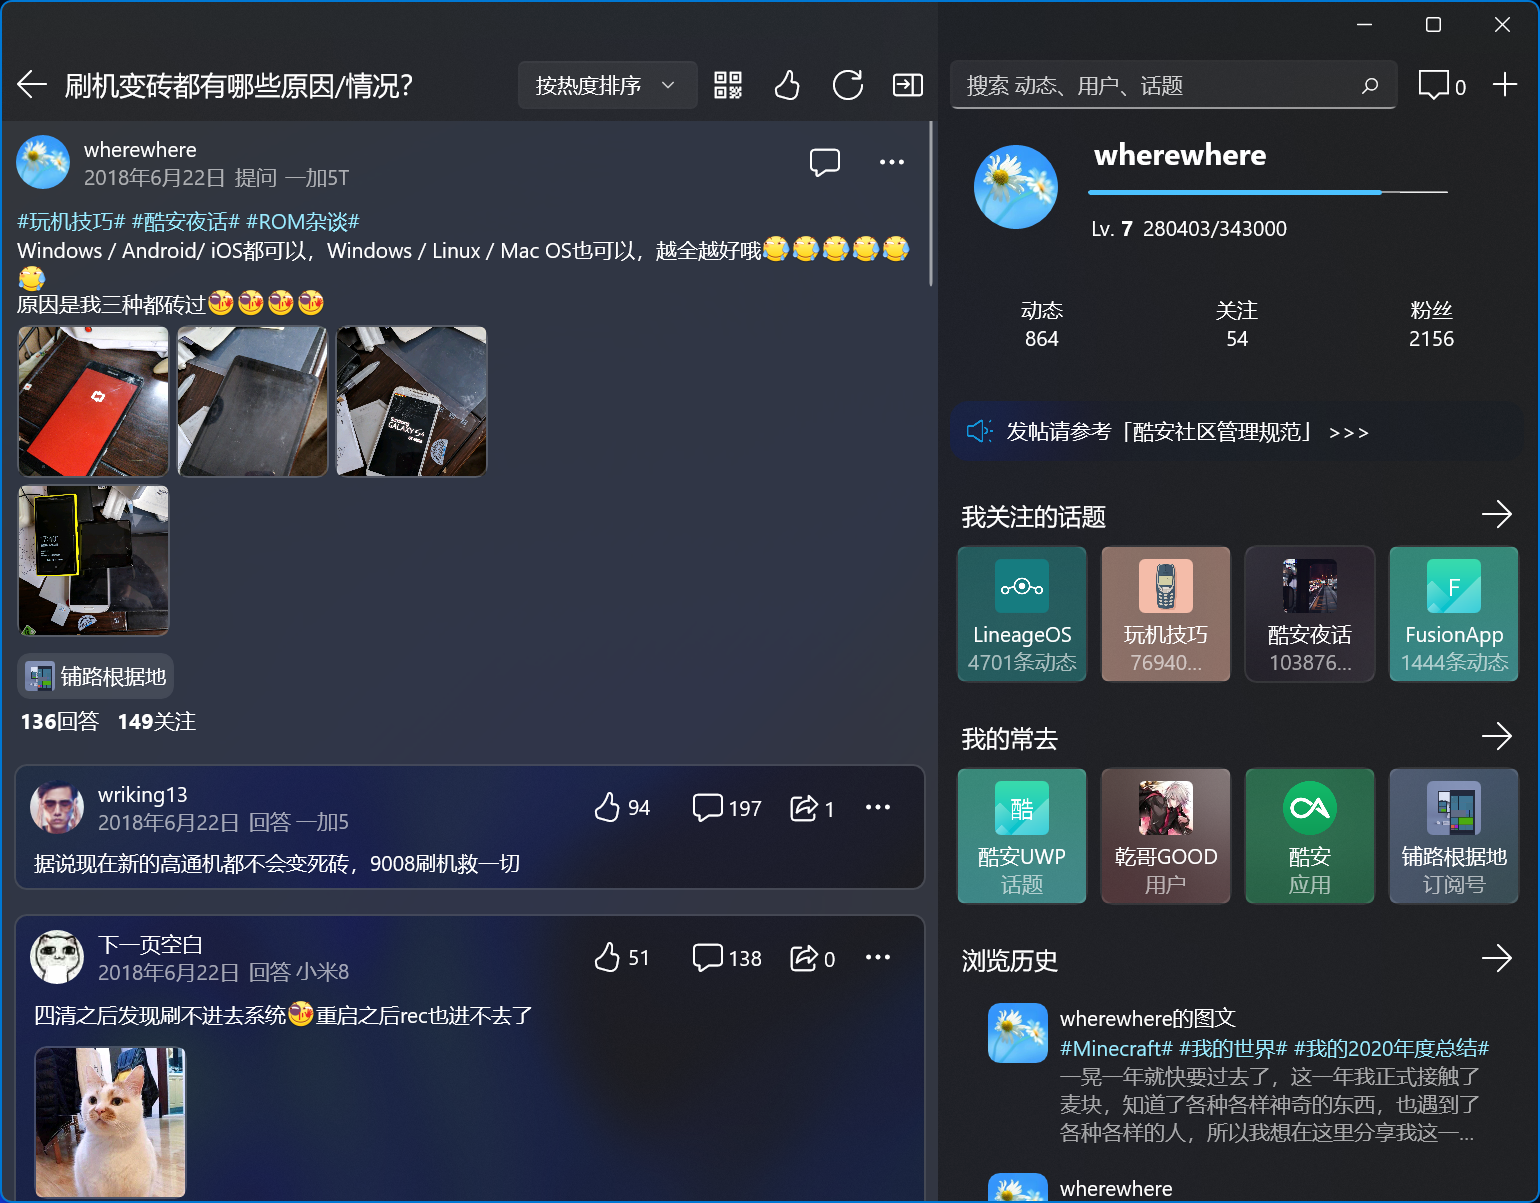 刷机变砖都有哪些原因/情况?
按热度排序
wherewhere
2018年6月22日 提问 一加5T
#玩机技巧# #酷安夜话# #ROM杂谈#
Windows / Android/ iOS都可以，Windows / Linux / Mac OS也可以，越全越好哦
原因是我三种都砖过
SAMSUNG
GALAXY S4
铺路根据地
136回答 149关注
wriking13
2018年6月22日 回答 一加5
94
197
1
据说现在新的高通机都不会变死砖，9008刷机救一切
下一页空白
2018年6月22日 回答 小米8
51
138
0
四清之后发现刷不进去系统重启之后rec也进不去了
搜索 动态、用户、话题
0
wherewhere
Lv. 7 280403/343000
动态
864
关注
54
粉丝
2156
发帖请参考「酷安社区管理规范」 >>>
我关注的话题
LineageOS
4701条动态
玩机技巧
76940...
酷安夜话
103876...
F
FusionApp
1444条动态
我的常去
酷
酷安UWP
话题
乾哥GOOD
用户
酷安
应用
铺路根据地
订阅号
浏览历史
wherewhere的图文
#Minecraft# #我的世界# #我的2020年度总结#
一晃一年就快要过去了，这一年我正式接触了
麦块，知道了各种各样神奇的东西，也遇到了
各种各样的人，所以我想在这里分享我这一...
wherewhere